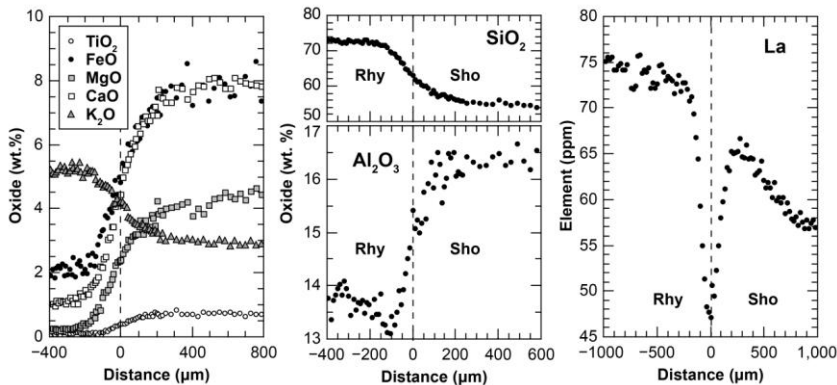 TiO2
FeO
MgO
CaO
K2O
Oxide (wt.%)
10
8
6
4
2
0
−400
0
400
800
Distance (µm)
SiO2
Rhy
Sho
80
70
60
50
Al2O3
Rhy
Sho
Oxide (wt.%)
17
16
15
14
13
−400
−200
0
200
400
600
Distance (µm)
La
Rhy
Sho
Element (ppm)
80
75
70
65
60
55
50
45
−1000
−500
0
500
1,000
Distance (µm)